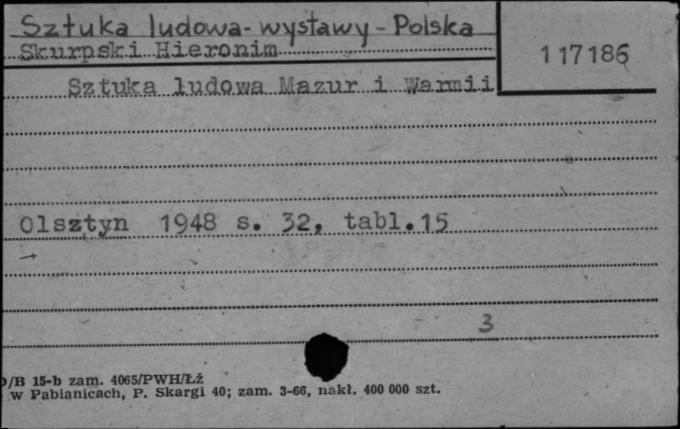 Sztuka ludowa - wystawy - Polska
Skurpski Hieronim
117186
Sztuka ludowa Mazur i Warmii
Olsztyn 1948 s. 32, tabl.15
3
/B 15-b zam. 4065/PWH/Łź
w Pabianicach, P. Skargi 40; zam. 3-66, nakł. 400 000 szt.